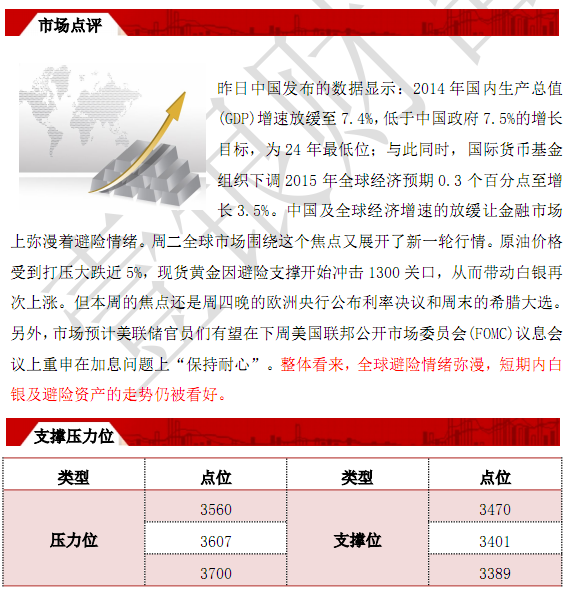 市场点评
昨日中国发布的数据显示：2014年国内生产总值
(GDP)增速放缓至7.4%，低于中国政府7.5%的增长
目标，为24年最低位；与此同时，国际货币基金
组织下调2015年全球经济预期0.3个百分点至增
长3.5%。中国及全球经济增速的放缓让金融市场
上弥漫着避险情绪。周二全球市场围绕这个焦点又展开了新一轮行情。原油价格
受到打压大跌近5%，现货黄金因避险支撑开始冲击1300关口，从而带动白银再
次上涨。但本周的焦点还是周四晚的欧洲央行公布利率决议和周末的希腊大选。
另外，市场预计美联储官员们有望在下周美国联邦公开市场委员会(FOMC)议息会
议上重申在加息问题上“保持耐心”。整体看来，全球避险情绪弥漫，短期内白
银及避险资产的走势仍被看好。
支撑压力位
类型 点位 类型 点位
3560 3470
压力位 3607 支撑位 3401
3700 3389